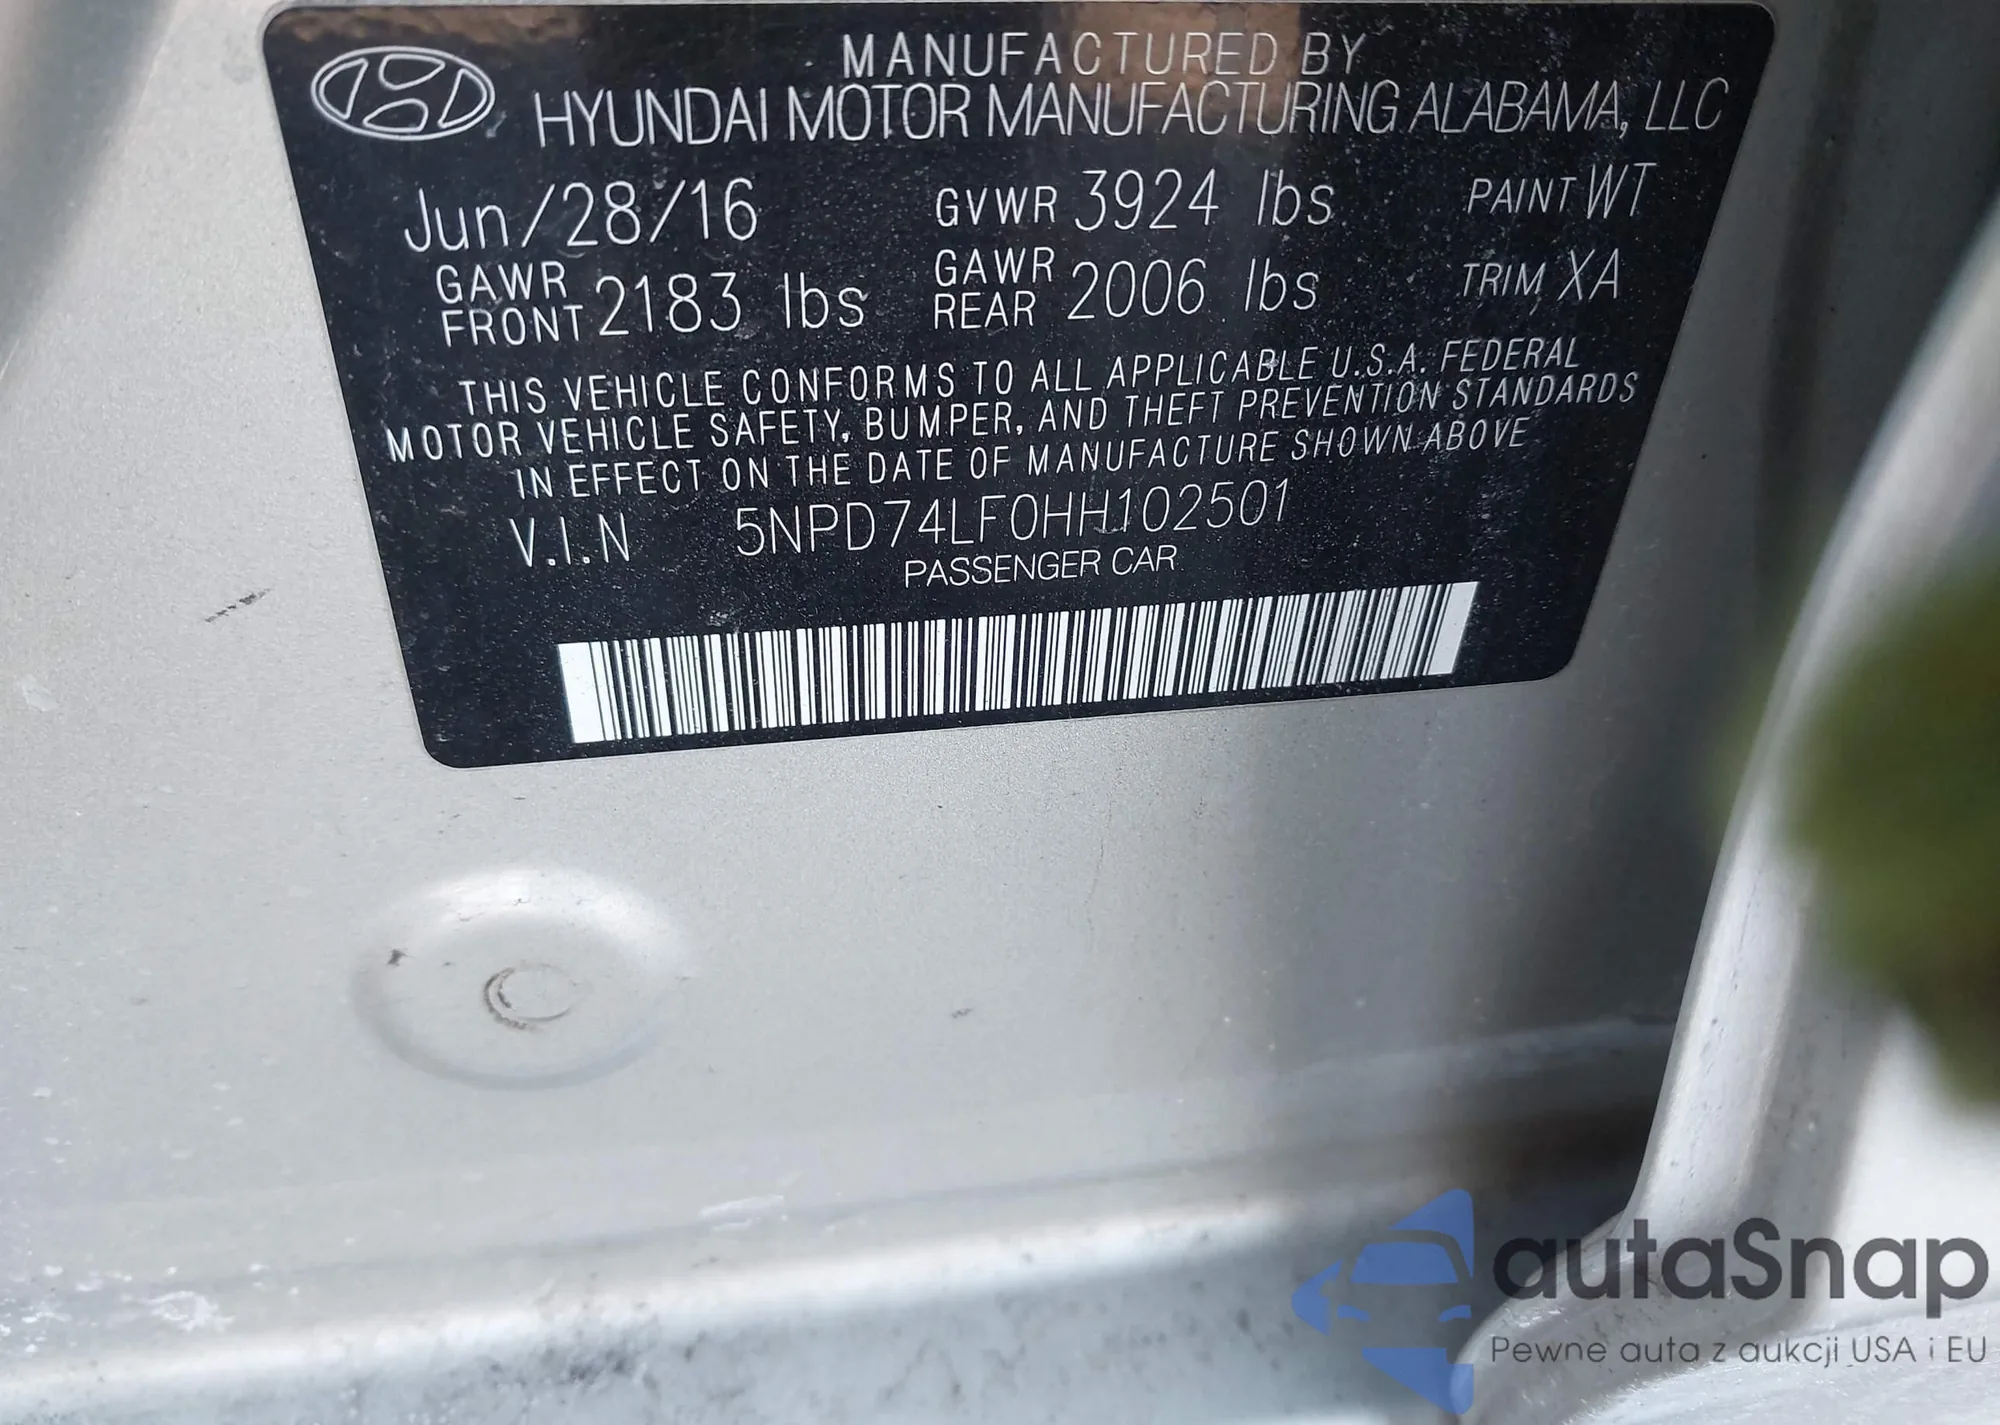 MANUFACTURED BY
HYUNDAI MOTOR MANUFACTURING ALABAMA, LLC
Jun/28/16 GVWR 3924 lbs PAINT WT
GAWR FRONT 2183 lbs GAWR REAR 2006 lbs TRIM XA
THIS VEHICLE CONFORMS TO ALL APPLICABLE U.S.A. FEDERAL
MOTOR VEHICLE SAFETY, BUMPER, AND THEFT PREVENTION STANDARDS
IN EFFECT ON THE DATE OF MANUFACTURE SHOWN ABOVE
V.I.N 5NPD74LF0HH102501
PASSENGER CAR
autaSnap
Pewne auta z aukcji USA i EU